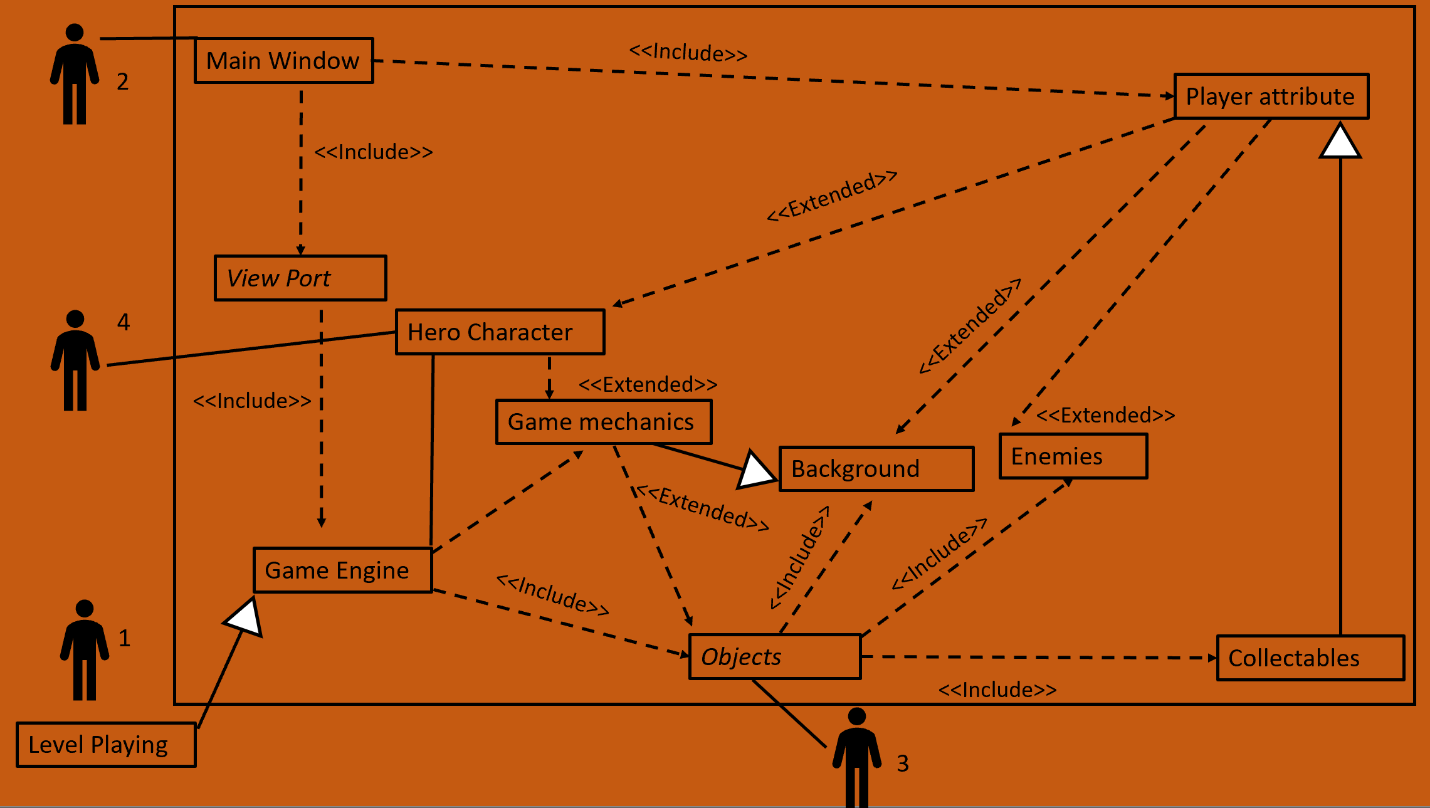 2
Main Window
<<Include>>
Player attribute
<<Include>>
<<Extended>>
View Port
4
Hero Character
<<Extended>>
<<Include>>
<<Extended>>
Game mechanics
<<Extended>>
Background
Enemies
<<Extended>>
Game Engine
<<Include>>
<<Include>>
<<Include>>
1
Objects
Collectables
<<Include>>
Level Playing
3